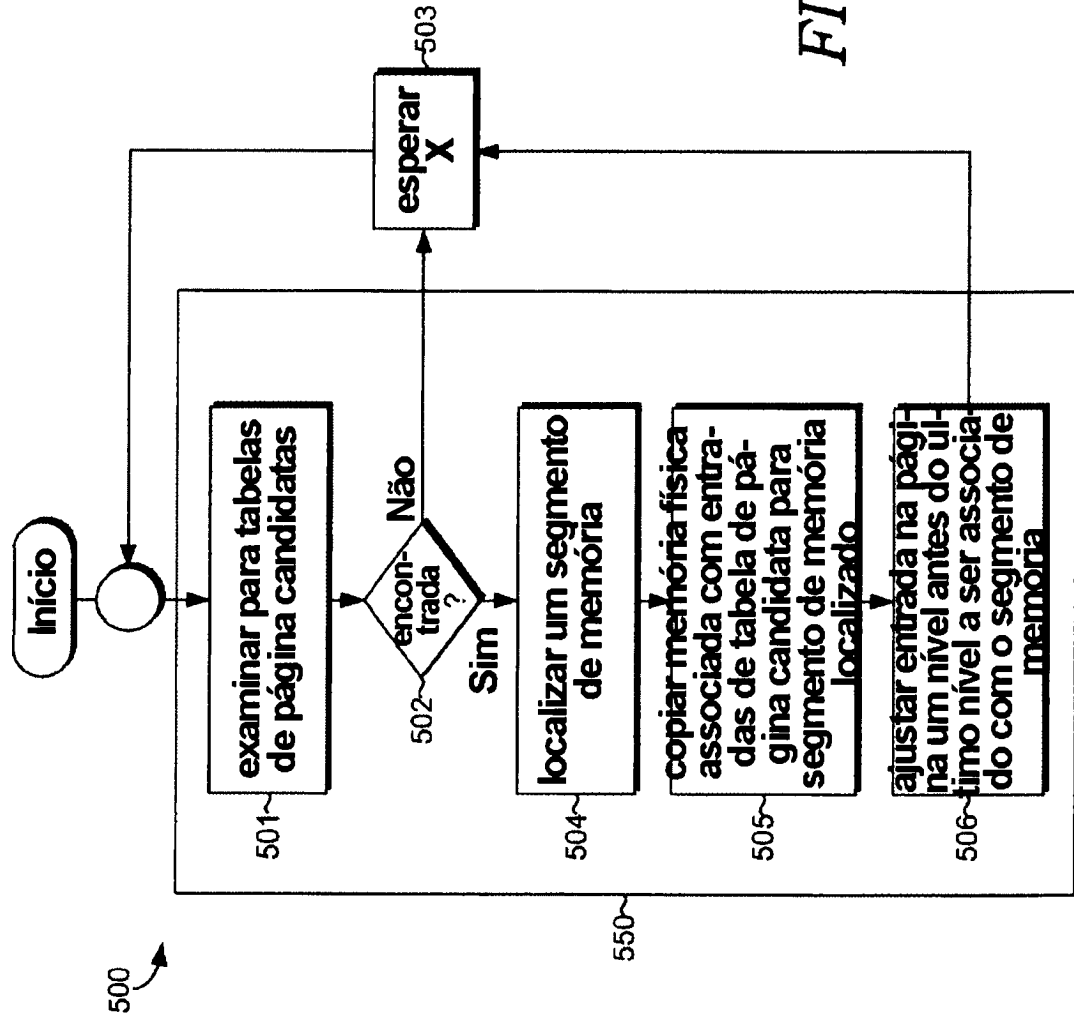 500
Início
501
examinar para tabelas
de página candidatas
502
encon-
trada
?
Não
Sim
esperar
X
503
504
localizar um segmento
de memória
505
copiar memória física
associada com entra-
das de tabela de pá-
gina candidata para
segmento de memória
localizado
506
ajustar entrada na pági-
na um nível antes do úl-
timo nível a ser associa-
do com o segmento de
memória
550